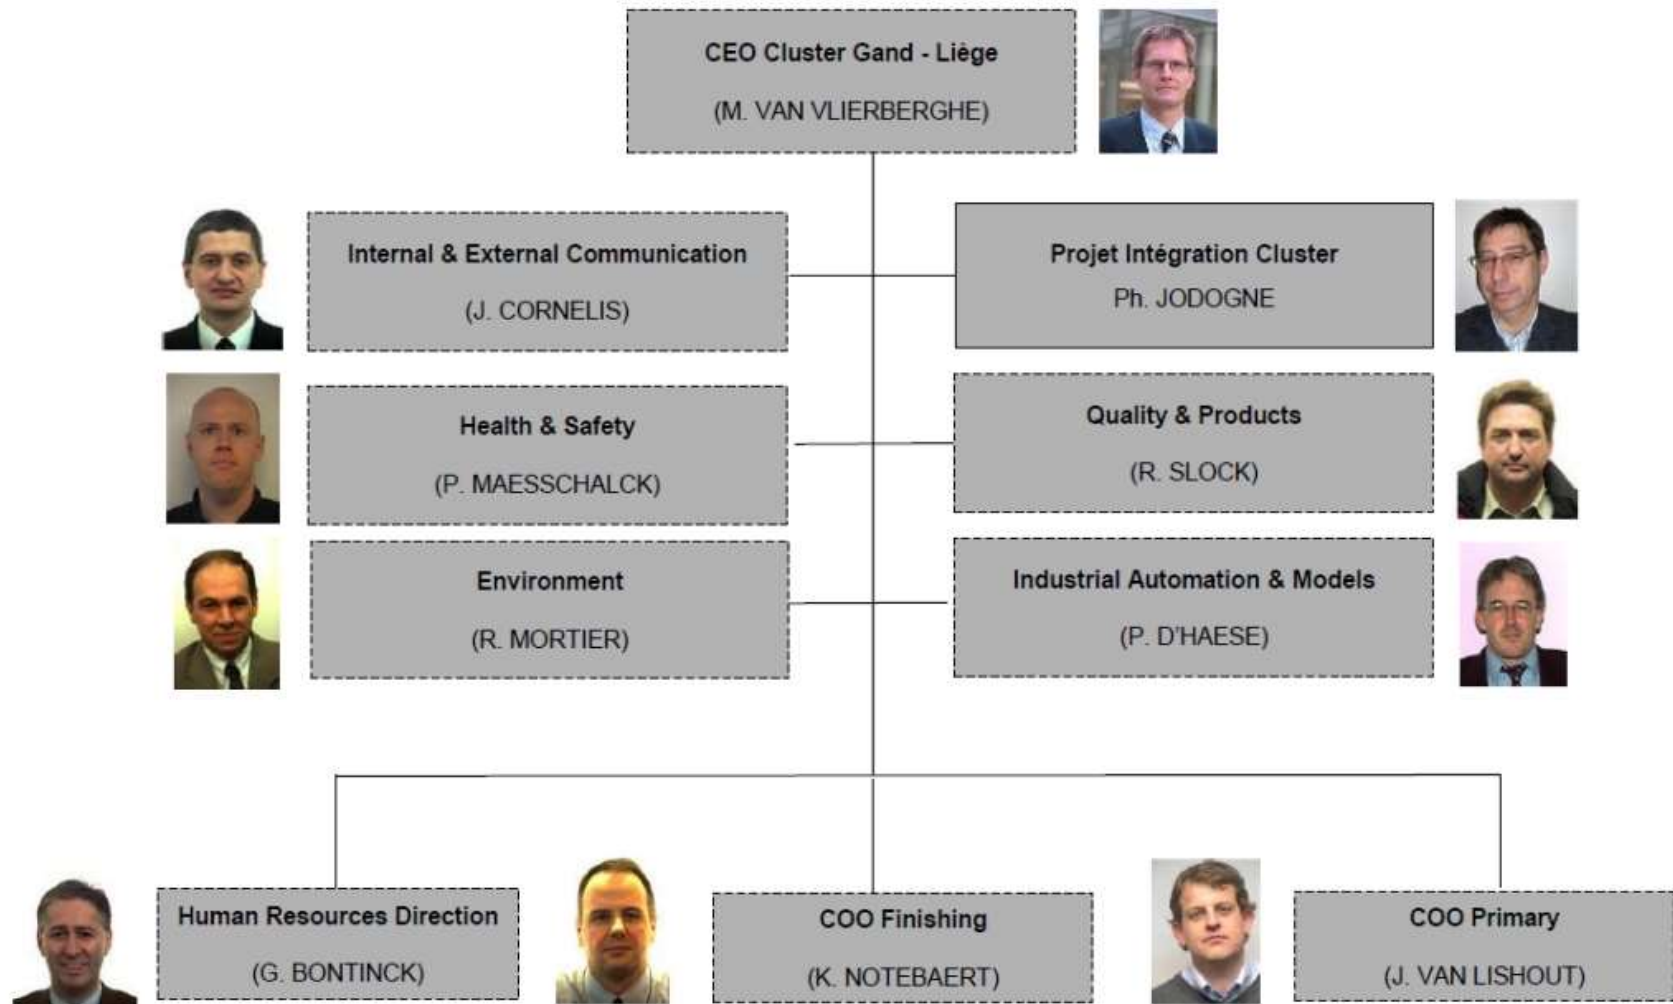 CEO Cluster Gand - Liège
(M. VAN VLIERBERGHE)
Internal & External Communication
(J. CORNELIS)
Projet Intégration Cluster
Ph. JODOGNE
Health & Safety
(P. MAESSCHALCK)
Quality & Products
(R. SLOCK)
Environment
(R. MORTIER)
Industrial Automation & Models
(P. D'HAESE)
Human Resources Direction
(G. BONTINCK)
COO Finishing
(K. NOTEBAERT)
COO Primary
(J. VAN LISHOUT)